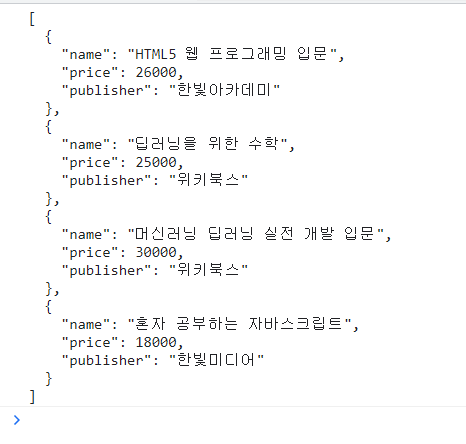 [
  {
    "name": "HTML5 웹 프로그래밍 입문",
    "price": 26000,
    "publisher": "한빛아카데미"
  },
  {
    "name": "딥러닝을 위한 수학",
    "price": 25000,
    "publisher": "위키북스"
  },
  {
    "name": "머신러닝 딥러닝 실전 개발 입문",
    "price": 30000,
    "publisher": "위키북스"
  },
  {
    "name": "혼자 공부하는 자바스크립트",
    "price": 18000,
    "publisher": "한빛미디어"
  }
]